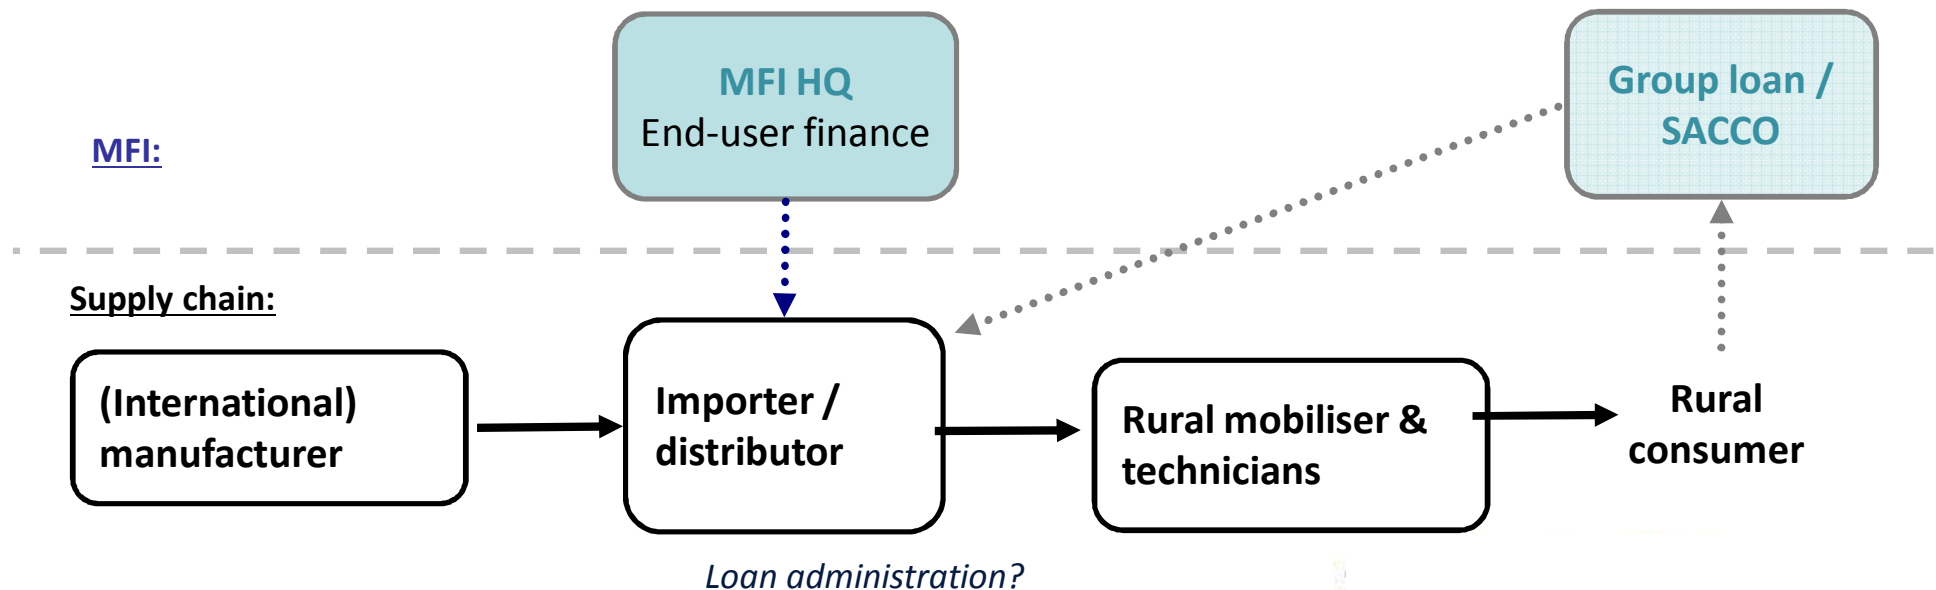 MFI HQ
End-user finance
Group loan /
SACCO
MFI:
Supply chain:
(International)
manufacturer
Importer /
distributor
Rural mobiliser &
technicians
Rural
consumer
Loan administration?